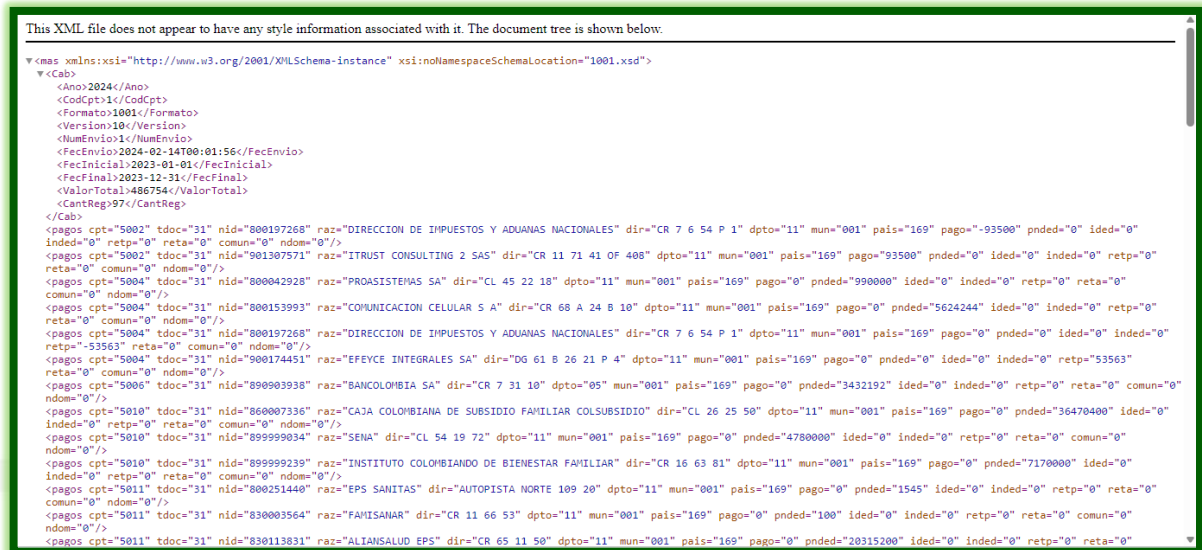 This XML file does not appear to have any style information associated with it. The document tree is shown below.
▼<mas xmlns:xsi="http://www.w3.org/2001/XMLSchema-instance" xsi:noNamespaceSchemaLocation="1001.xsd">
▼<Cab>
<Ano>2024</Ano>
<CodCpt>1</CodCpt>
<Formato>1001</Formato>
<Version>10</Version>
<NumEnvio>1</NumEnvio>
<FecEnvio>2024-02-14T00:01:56</FecEnvio>
<FecInicial>2023-01-01</FecInicial>
<FecFinal>2023-12-31</FecFinal>
<ValorTotal>486754</ValorTotal>
<CantReg>97</CantReg>
</Cab>
<pagos cpt="5002" tdoc="31" nid="800197268" raz="DIRECCION DE IMPUESTOS Y ADUANAS NACIONALES" dir="CR 7 6 54 P 1" dpto="11" mun="001" pais="169" pago="-93500" pnded="0" ided="0"
inded="0" retp="0" reta="0" comun="0" ndom="0"/>
<pagos cpt="5002" tdoc="31" nid="901307571" raz="ITRUST CONSULTING 2 SAS" dir="CR 11 71 41 OF 408" dpto="11" mun="001" pais="169" pago="93500" pnded="0" ided="0" inded="0" retp="0"
reta="0" comun="0" ndom="0"/>
<pagos cpt="5004" tdoc="31" nid="800042928" raz="PROASISTEMAS SA" dir="CL 45 22 18" dpto="11" mun="001" pais="169" pago="0" pnded="990000" ided="0" inded="0" retp="0" reta="0"
comun="0" ndom="0"/>
<pagos cpt="5004" tdoc="31" nid="800153993" raz="COMUNICACION CELULAR S A" dir="CR 68 A 24 B 10" dpto="11" mun="001" pais="169" pago="0" pnded="5624244" ided="0" inded="0" retp="0"
reta="0" comun="0" ndom="0"/>
<pagos cpt="5004" tdoc="31" nid="800197268" raz="DIRECCION DE IMPUESTOS Y ADUANAS NACIONALES" dir="CR 7 6 54 P 1" dpto="11" mun="001" pais="169" pago="0" pnded="0" ided="0" inded="0"
retp="-53563" reta="0" comun="0" ndom="0"/>
<pagos cpt="5004" tdoc="31" nid="900174451" raz="EFEYCE INTEGRALES SA" dir="DG 61 B 26 21 P 4" dpto="11" mun="001" pais="169" pago="0" pnded="0" ided="0" inded="0" retp="53563"
reta="0" comun="0" ndom="0"/>
<pagos cpt="5006" tdoc="31" nid="890903938" raz="BANCOLOMBIA SA" dir="CR 7 31 10" dpto="05" mun="001" pais="169" pago="0" pnded="3432192" ided="0" inded="0" retp="0" reta="0" comun="0"
ndom="0"/>
<pagos cpt="5010" tdoc="31" nid="860007336" raz="CAJA COLOMBIANA DE SUBSIDIO FAMILIAR COLSUBSIDIO" dir="CL 26 25 50" dpto="11" mun="001" pais="169" pago="0" pnded="36470400" ided="0"
inded="0" retp="0" reta="0" comun="0" ndom="0"/>
<pagos cpt="5010" tdoc="31" nid="899999034" raz="SENA" dir="CL 54 19 72" dpto="11" mun="001" pais="169" pago="0" pnded="4780000" ided="0" inded="0" retp="0" reta="0" comun="0"
ndom="0"/>
<pagos cpt="5010" tdoc="31" nid="899999239" raz="INSTITUTO COLOMBIANDO DE BIENESTAR FAMILIAR" dir="CR 16 63 81" dpto="11" mun="001" pais="169" pago="0" pnded="7170000" ided="0"
inded="0" retp="0" reta="0" comun="0" ndom="0"/>
<pagos cpt="5011" tdoc="31" nid="800251440" raz="EPS SANITAS" dir="AUTOPISTA NORTE 109 20" dpto="11" mun="001" pais="169" pago="0" pnded="1545" ided="0" inded="0" retp="0" reta="0"
comun="0" ndom="0"/>
<pagos cpt="5011" tdoc="31" nid="830003564" raz="FAMISANAR" dir="CR 11 66 53" dpto="11" mun="001" pais="169" pago="0" pnded="100" ided="0" inded="0" retp="0" reta="0" comun="0"
ndom="0"/>
<pagos cpt="5011" tdoc="31" nid="830113831" raz="ALIANSALUD EPS" dir="CR 65 11 50" dpto="11" mun="001" pais="169" pago="0" pnded="20315200" ided="0" inded="0" retp="0" reta="0"